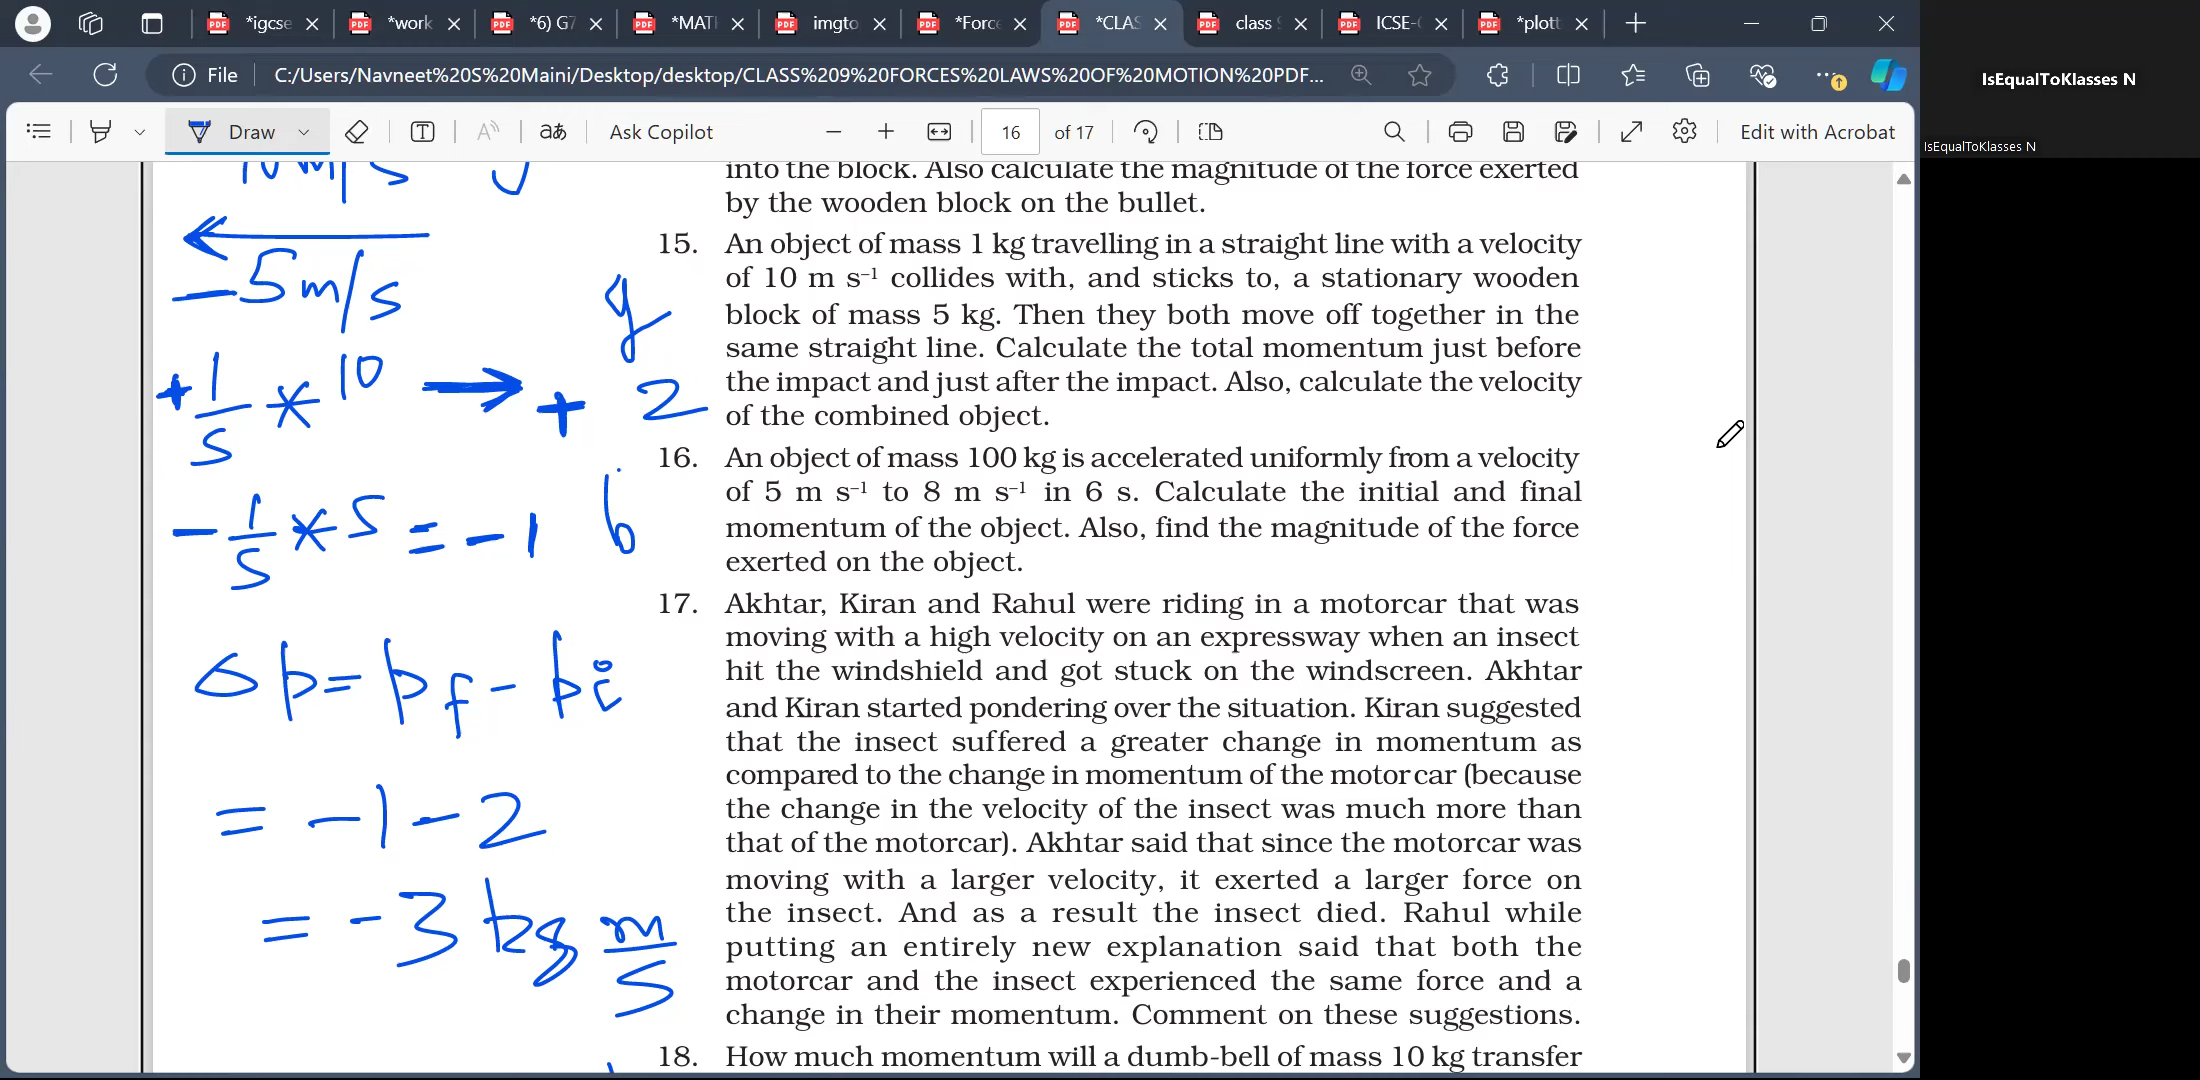 *igcse
*work
*6) G7
*MATI
imgto
*Force
*CLAS
class S
ICSE-C
*plott
File
C:/Users/Navneet%20S%20Maini/Desktop/desktop/CLASS%209%20FORCES%20LAWS%20OF%20MOTION%20PDF...
Draw
Ask Copilot
16 of 17
Edit with Acrobat
IsEqualToKlasses N
IsEqualToKlasses N
10 m/s
-5 m/s
+ 1/5 * 10 → + 2
- 1/5 * 5 = -1
Δp = pf - pi
= -1 - 2
= -3 kg m/s
into the block. Also calculate the magnitude of the force exerted
by the wooden block on the bullet.
15. An object of mass 1 kg travelling in a straight line with a velocity
of 10 m s⁻¹ collides with, and sticks to, a stationary wooden
block of mass 5 kg. Then they both move off together in the
same straight line. Calculate the total momentum just before
the impact and just after the impact. Also, calculate the velocity
of the combined object.
16. An object of mass 100 kg is accelerated uniformly from a velocity
of 5 m s⁻¹ to 8 m s⁻¹ in 6 s. Calculate the initial and final
momentum of the object. Also, find the magnitude of the force
exerted on the object.
17. Akhtar, Kiran and Rahul were riding in a motorcar that was
moving with a high velocity on an expressway when an insect
hit the windshield and got stuck on the windscreen. Akhtar
and Kiran started pondering over the situation. Kiran suggested
that the insect suffered a greater change in momentum as
compared to the change in momentum of the motorcar (because
the change in the velocity of the insect was much more than
that of the motorcar). Akhtar said that since the motorcar was
moving with a larger velocity, it exerted a larger force on
the insect. And as a result the insect died. Rahul while
putting an entirely new explanation said that both the
motorcar and the insect experienced the same force and a
change in their momentum. Comment on these suggestions.
18. How much momentum will a dumb-bell of mass 10 kg transfer